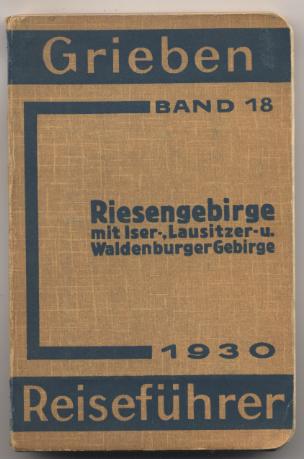 Grieben
BAND 18
Riesengebirge
mit Iser-, Lausitzer- u.
Waldenburger Gebirge
1930
Reiseführer